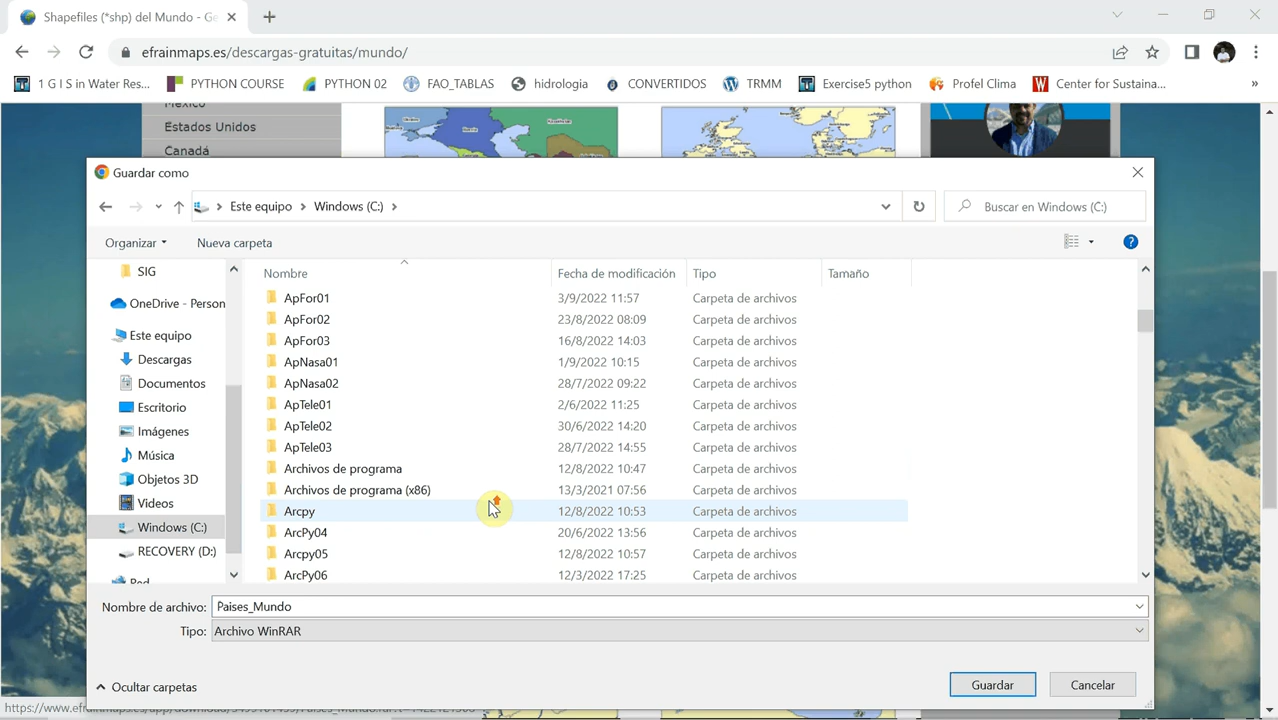 Shapefiles (*shp) del Mundo - Ge
efrainmaps.es/descargas-gratuitas/mundo/
1 G I S in Water Res...
PYTHON COURSE
PYTHON 02
FAO_TABLAS
hidrologia
CONVERTIDOS
TRMM
Exercise5 python
Profel Clima
Center for Sustaina...
»
México
Estados Unidos
Canadá
Guardar como
Este equipo
Windows (C:)
Buscar en Windows (C:)
Organizar
Nueva carpeta
Nombre
Fecha de modificación
Tipo
Tamaño
SIG
OneDrive - Person
Este equipo
Descargas
Documentos
Escritorio
Imágenes
Música
Objetos 3D
Videos
Windows (C:)
RECOVERY (D:)
Red
ApFor01 3/9/2022 11:57 Carpeta de archivos
ApFor02 23/8/2022 08:09 Carpeta de archivos
ApFor03 16/8/2022 14:03 Carpeta de archivos
ApNasa01 1/9/2022 10:15 Carpeta de archivos
ApNasa02 28/7/2022 09:22 Carpeta de archivos
ApTele01 2/6/2022 11:25 Carpeta de archivos
ApTele02 30/6/2022 14:20 Carpeta de archivos
ApTele03 28/7/2022 14:55 Carpeta de archivos
Archivos de programa 12/8/2022 10:47 Carpeta de archivos
Archivos de programa (x86) 13/3/2021 07:56 Carpeta de archivos
Arcpy 12/8/2022 10:53 Carpeta de archivos
ArcPy04 20/6/2022 13:56 Carpeta de archivos
Arcpy05 12/8/2022 10:57 Carpeta de archivos
ArcPy06 12/3/2022 17:25 Carpeta de archivos
Nombre de archivo: Paises_Mundo
Tipo: Archivo WinRAR
Ocultar carpetas
Guardar
Cancelar